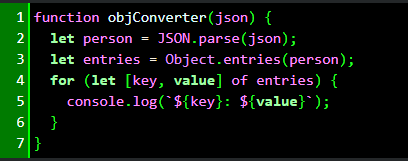 1 function objConverter(json) {
2   let person = JSON.parse(json);
3   let entries = Object.entries(person);
4   for (let [key, value] of entries) {
5     console.log(`${key}: ${value}`);
6   }
7 }